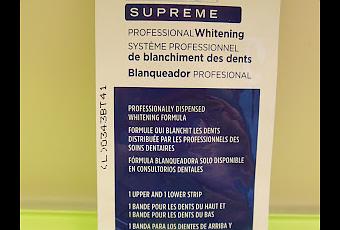 SUPREME
PROFESSIONAL Whitening
SYSTÈME PROFESSIONNEL
de blanchiment des dents
Blanqueador PROFESIONAL
(L)0343BT41
PROFESSIONALLY DISPENSED
WHITENING FORMULA
FORMULE QUI BLANCHIT LES DENTS
DISTRIBUÉE PAR LES PROFESSIONNELS DES
SOINS DENTAIRES
FÓRMULA BLANQUEADORA SOLO DISPONIBLE
EN CONSULTORIOS DENTALES
1 UPPER AND 1 LOWER STRIP
1 BANDE POUR LES DENTS DU HAUT ET
1 BANDE POUR LES DENTS DU BAS
1 BANDA PARA LOS DIENTES DE ARRIBA Y